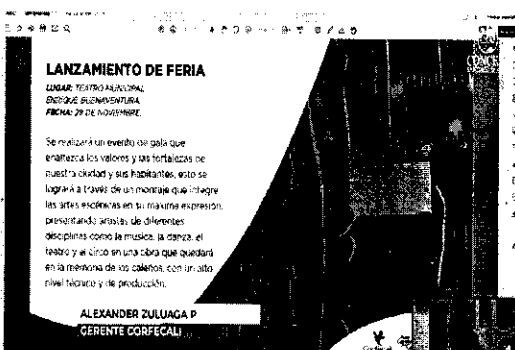 LANZAMIENTO DE FERIA
LUGAR: TEATRO MUNICIPAL
ENRIQUE BUENAVENTURA.
FECHA: 29 DE NOVIEMBRE.
Se realizará un evento de gala que
enaltezca los valores y las fortalezas de
nuestra ciudad y sus habitantes, esto se
logrará a través de un montaje que integre
las artes escénicas en su máxima expresión,
presentando artistas de diferentes
disciplinas como la música, la danza, el
teatro y el circo en una obra que quedará
en la memoria de los caleños, con un alto
nivel técnico y de producción.
ALEXANDER ZULUAGA P
GERENTE CORFECALI
Corfecali